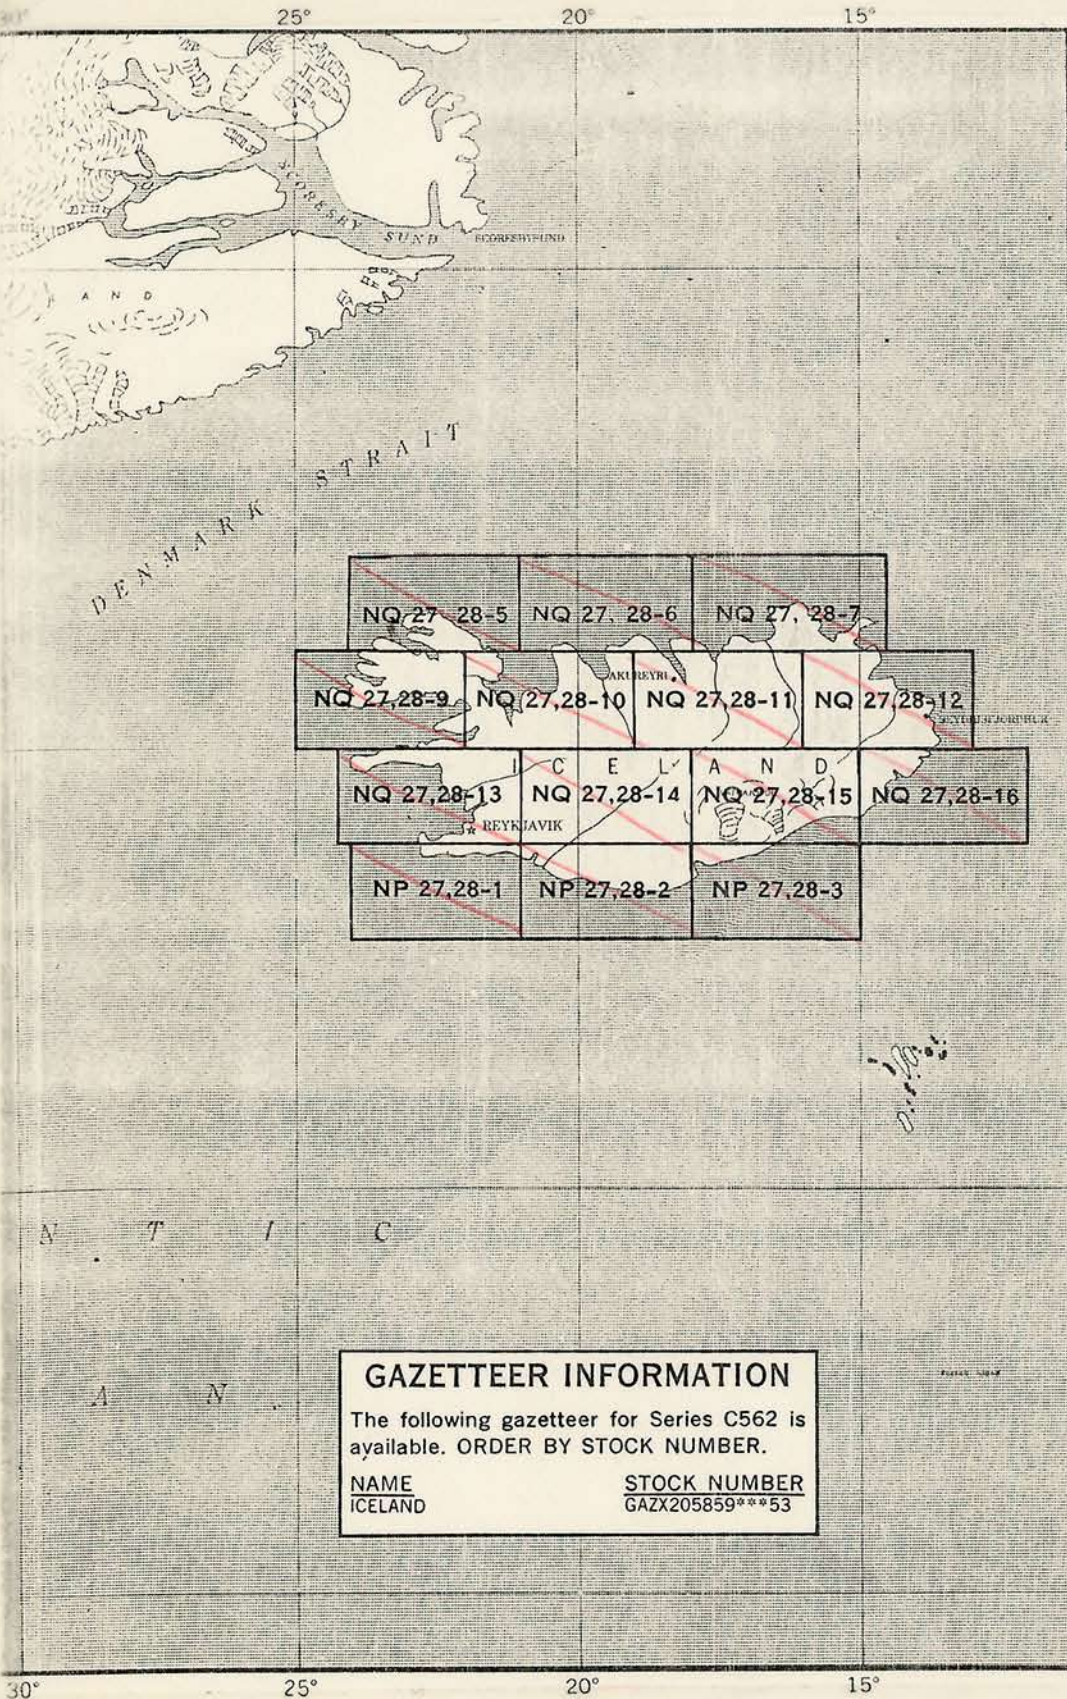 30° 25° 20° 15°
SCORESBY SUND
SCORESBYSUND
A N D
DENMARK STRAIT
NQ 27, 28-5 NQ 27, 28-6 NQ 27, 28-7
AKUREYRI
NQ 27,28-9 NQ 27,28-10 NQ 27,28-11 NQ 27,28-12
ICELAND
NQ 27,28-13 NQ 27,28-14 NQ 27,28-15 NQ 27,28-16
REYKJAVIK
NP 27,28-1 NP 27,28-2 NP 27,28-3
N T I C
A N
GAZETTEER INFORMATION
The following gazetteer for Series C562 is
available. ORDER BY STOCK NUMBER.
NAME STOCK NUMBER
ICELAND GAZX205859***53
30° 25° 20° 15°